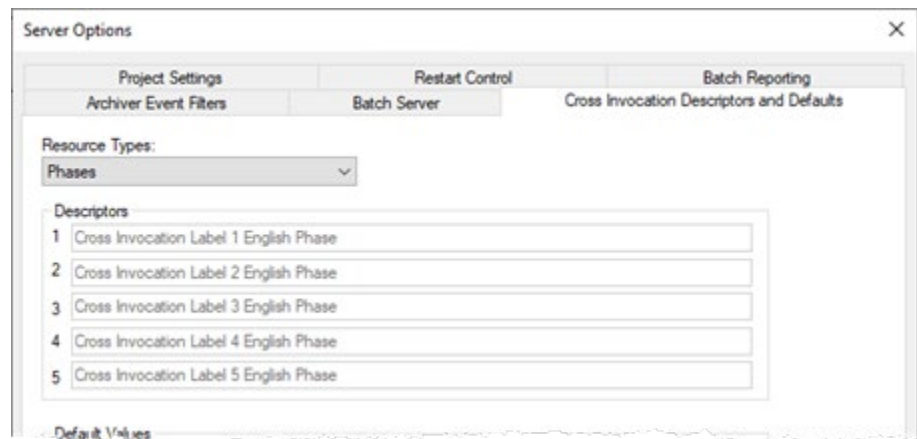 Server Options
Project Settings Restart Control Batch Reporting
Archiver Event Filters Batch Server Cross Invocation Descriptors and Defaults
Resource Types:
Phases
Descriptors
1 Cross Invocation Label 1 English Phase
2 Cross Invocation Label 2 English Phase
3 Cross Invocation Label 3 English Phase
4 Cross Invocation Label 4 English Phase
5 Cross Invocation Label 5 English Phase
Default Values